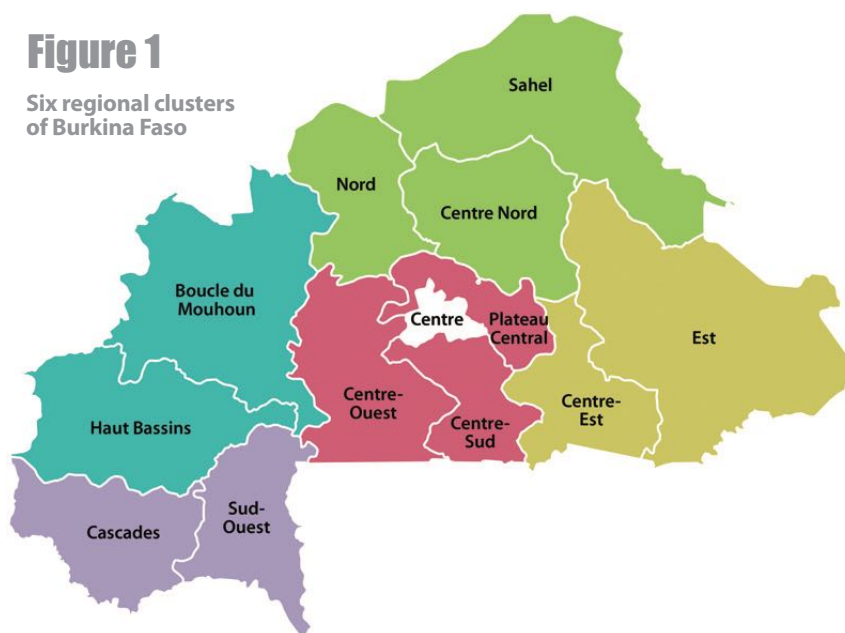 Figure 1
Six regional clusters
of Burkina Faso
Sahel
Nord
Centre Nord
Boucle du
Mouhoun
Centre
Plateau
Central
Est
Centre-
Ouest
Centre-
Est
Haut Bassins
Centre-
Sud
Sud-
Ouest
Cascades